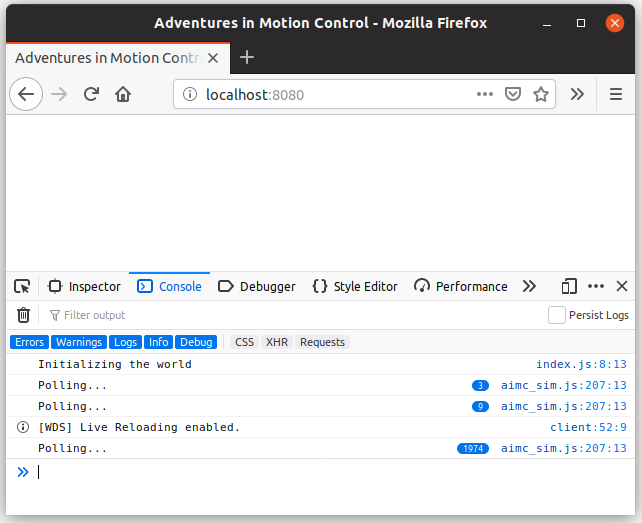 Adventures in Motion Control - Mozilla Firefox
Adventures in Motion Contr
localhost:8080
Inspector Console Debugger Style Editor Performance
Filter output Persist Logs
Errors Warnings Logs Info Debug CSS XHR Requests
Initializing the world index.js:8:13
Polling... 3 aimc_sim.js:207:13
Polling... 9 aimc_sim.js:207:13
[WDS] Live Reloading enabled. client:52:9
Polling... 1974 aimc_sim.js:207:13